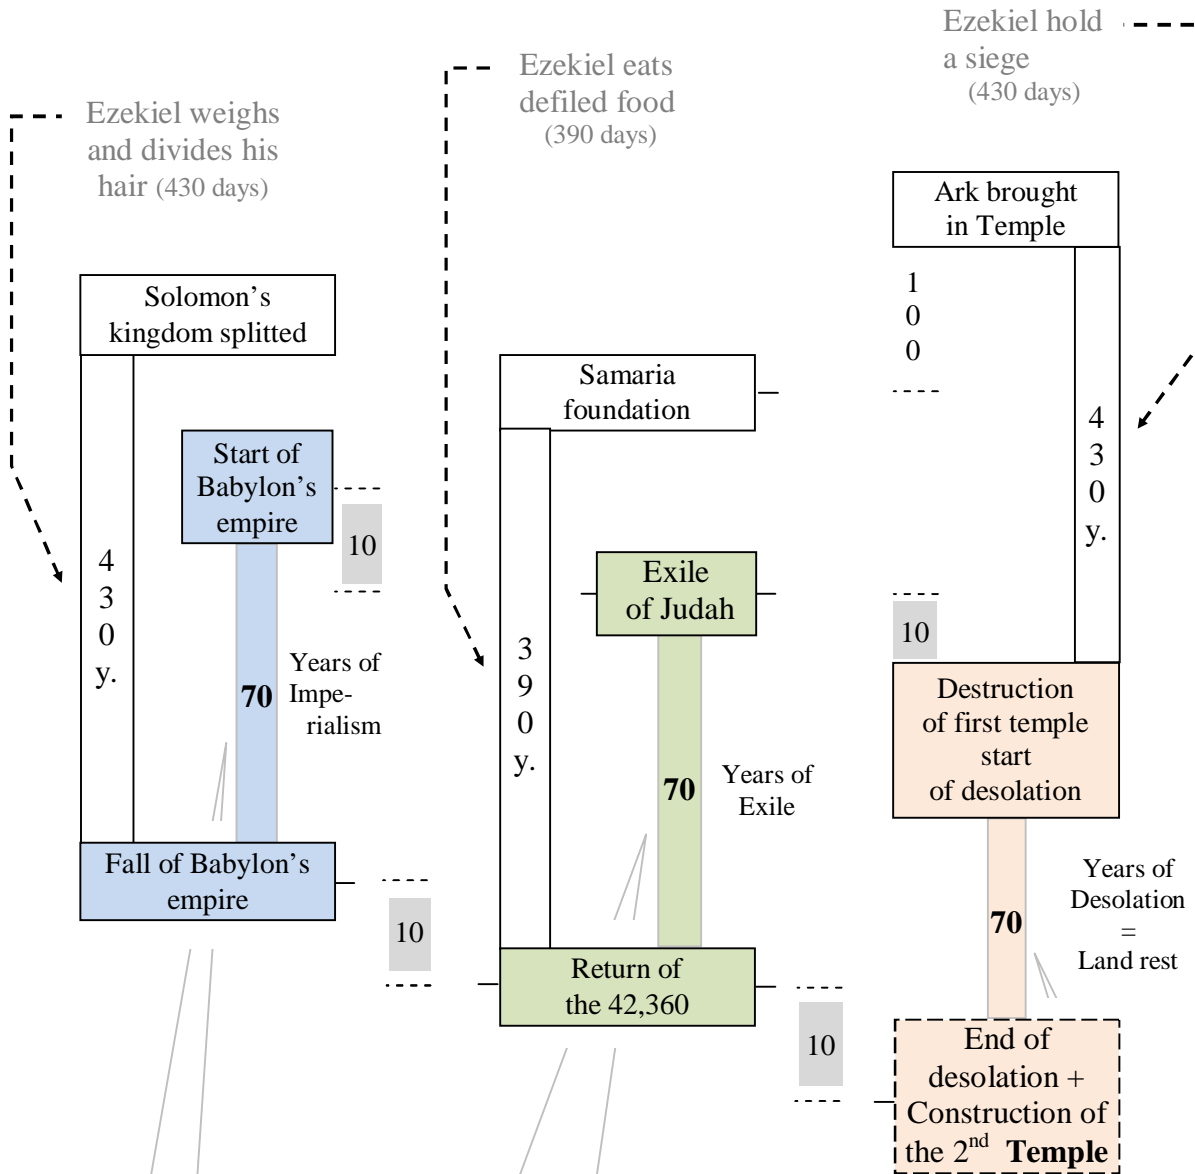 Ezekiel hold
a siege
(430 days)
Ezekiel eats
defiled food
(390 days)
Ezekiel weighs
and divides his
hair (430 days)
Ark brought
in Temple
1
0
0
4
3
0
y.
Solomon's
kingdom splitted
Samaria
foundation
Start of
Babylon's
empire
10
4
3
0
y.
70
Years of
Impe-
rialism
Exile
of Judah
3
9
0
y.
70
Years of
Exile
10
Destruction
of first temple
start
of desolation
Fall of Babylon's
empire
10
Return of
the 42,360
10
70
Years of
Desolation
=
Land rest
End of
desolation +
Construction of
the 2nd Temple